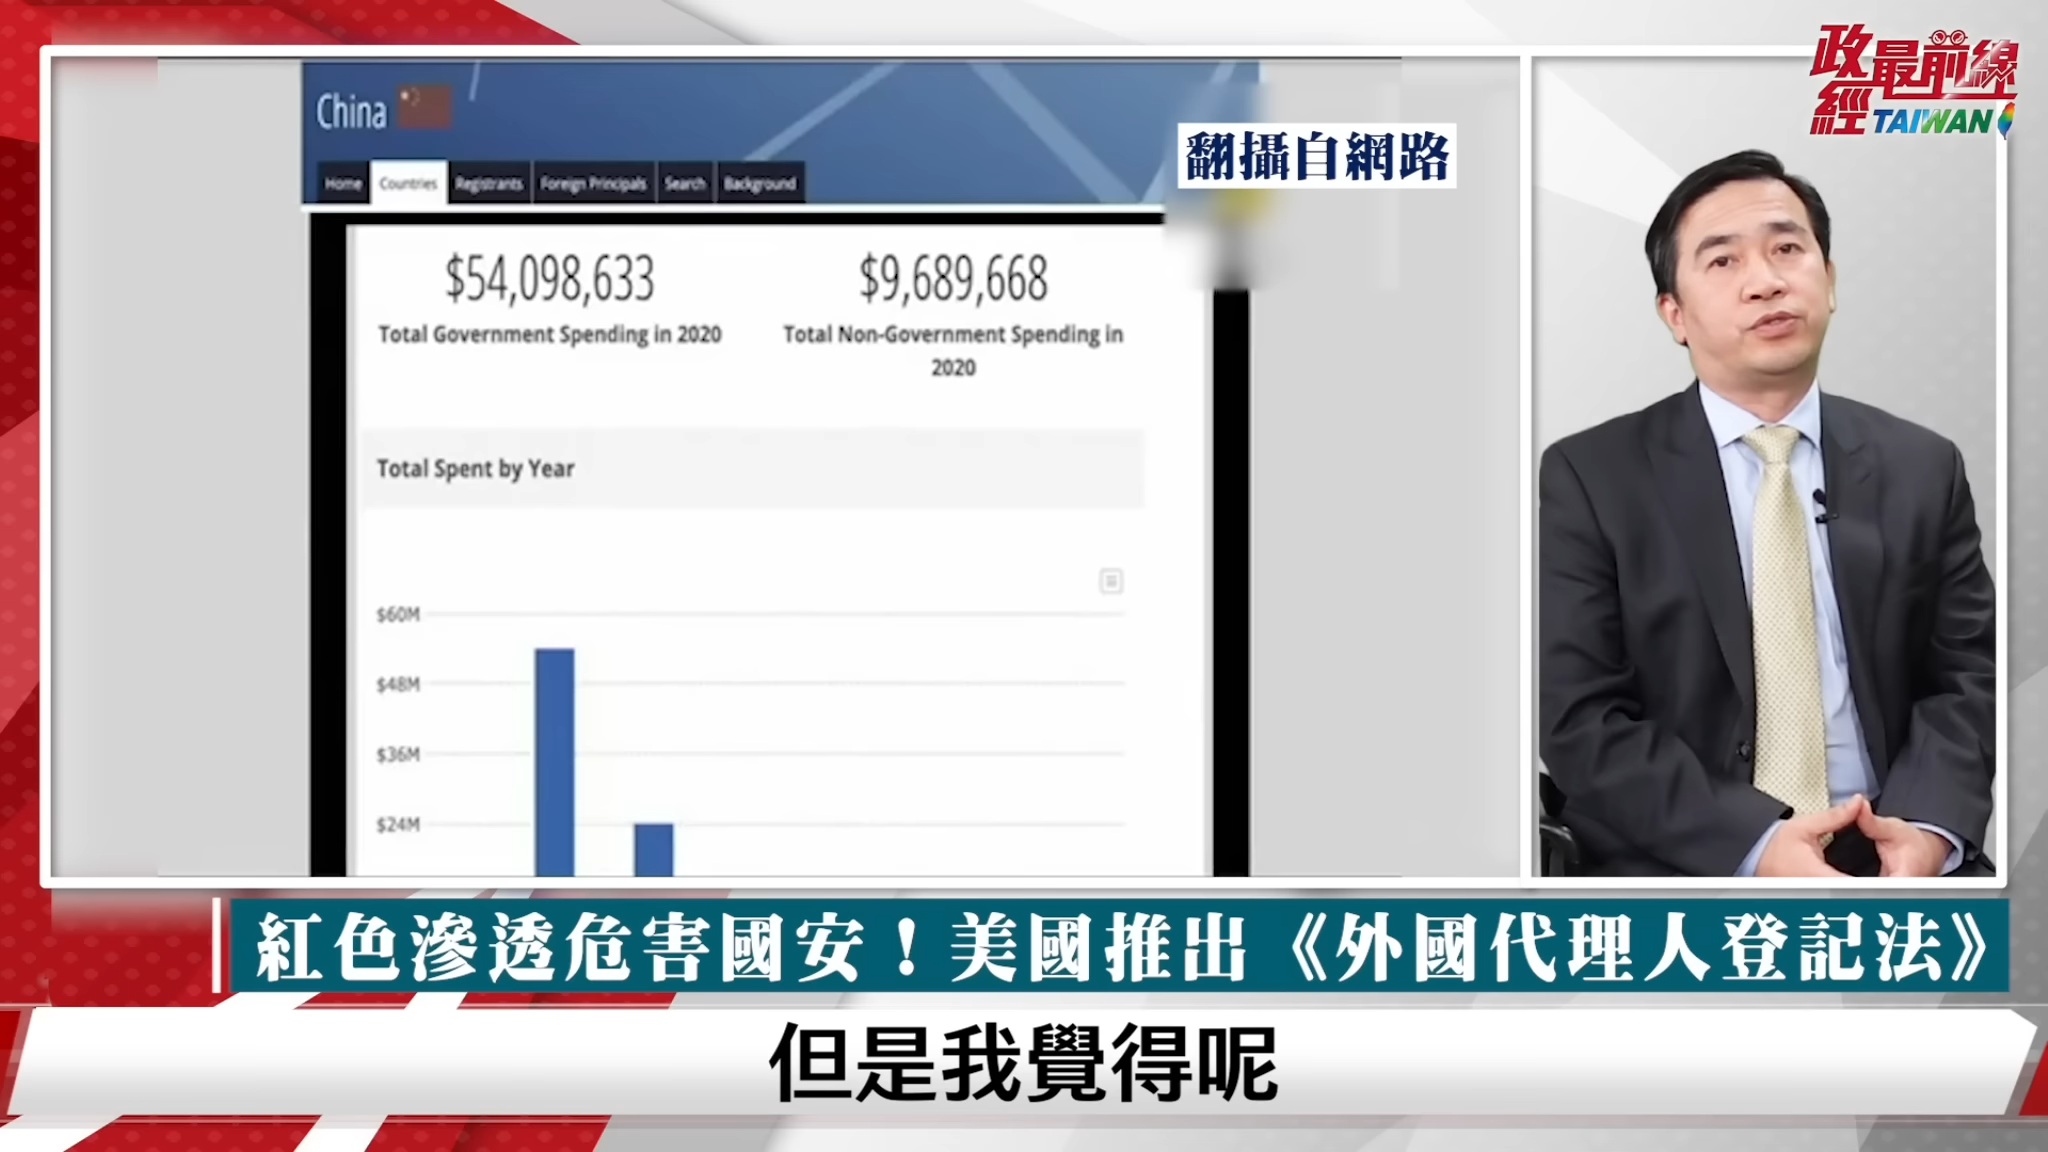 政經最前線
TAIWAN
China
翻攝自網路
Home Countries Registrants Foreign Principals Search Background
$54,098,633
Total Government Spending in 2020
$9,689,668
Total Non-Government Spending in
2020
Total Spent by Year
$60M
$48M
$36M
$24M
紅色滲透危害國安！美國推出《外國代理人登記法》
但是我覺得呢